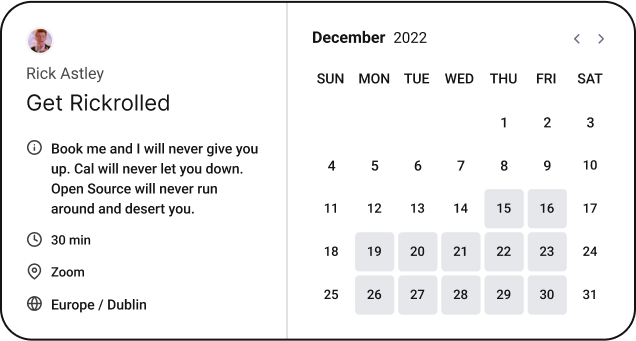 Rick Astley
Get Rickrolled
Book me and I will never give you
up. Cal will never let you down.
Open Source will never run
around and desert you.
30 min
Zoom
Europe / Dublin
December 2022
SUN MON TUE WED THU FRI SAT
1 2 3
4 5 6 7 8 9 10
11 12 13 14 15 16 17
18 19 20 21 22 23 24
25 26 27 28 29 30 31